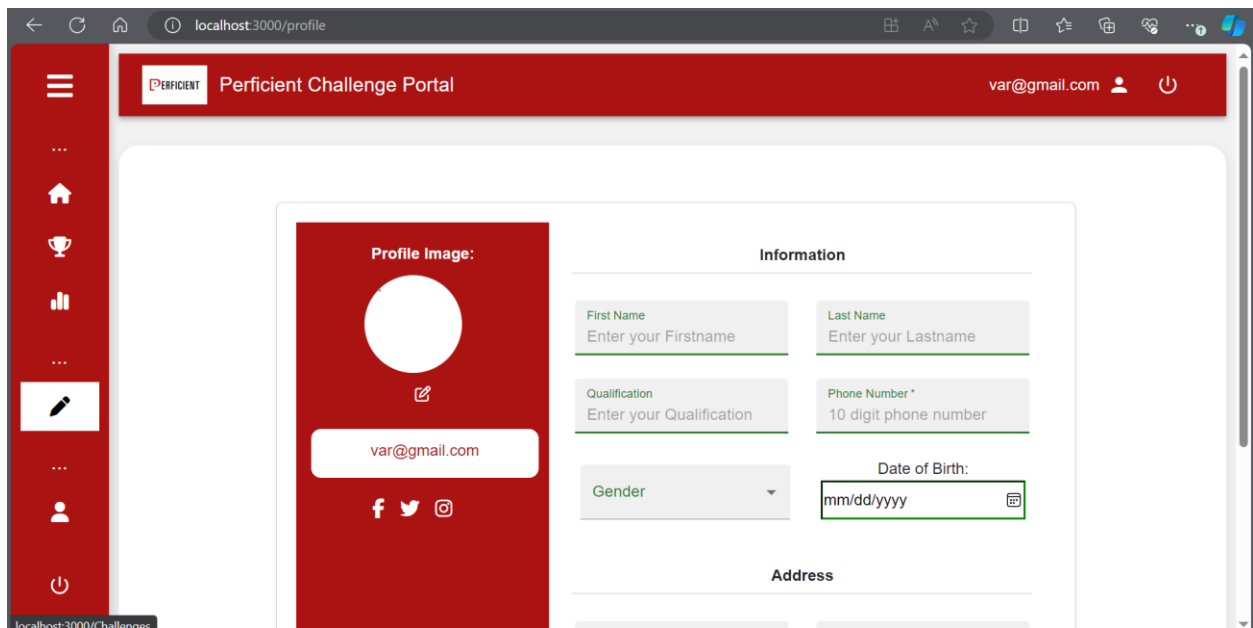 localhost:3000/profile
PERFICIENT Perficient Challenge Portal var@gmail.com
...
Profile Image: Information
First Name Last Name
Enter your Firstname Enter your Lastname
...
Qualification Phone Number *
Enter your Qualification 10 digit phone number
var@gmail.com
... Date of Birth:
Gender mm/dd/yyyy
Address
localhost:3000/Challenges